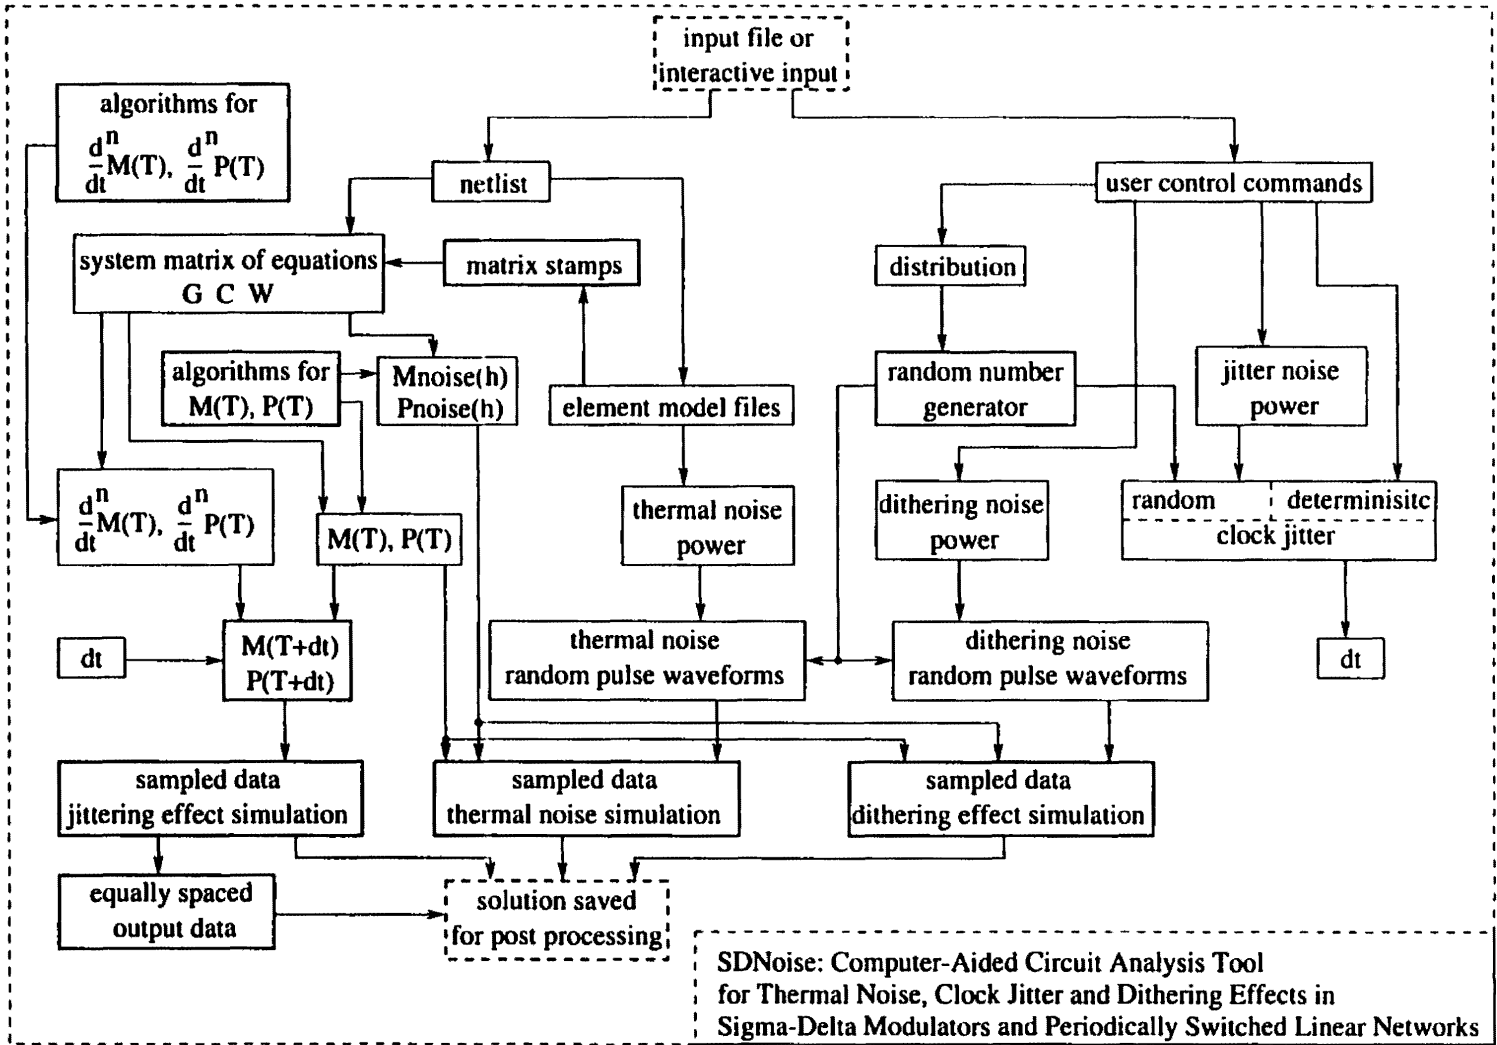 input file or
interactive input
algorithms for
d^n/dt M(T), d^n/dt P(T)
netlist
user control commands
system matrix of equations
G C W
matrix stamps
distribution
algorithms for
M(T), P(T)
Mnoise(h)
Pnoise(h)
element model files
random number
generator
jitter noise
power
d^n/dt M(T), d^n/dt P(T)
M(T), P(T)
thermal noise
power
dithering noise
power
random
determinisitc
clock jitter
dt
M(T+dt)
P(T+dt)
thermal noise
random pulse waveforms
dithering noise
random pulse waveforms
dt
sampled data
jittering effect simulation
sampled data
thermal noise simulation
sampled data
dithering effect simulation
equally spaced
output data
solution saved
for post processing
SDNoise: Computer-Aided Circuit Analysis Tool
for Thermal Noise, Clock Jitter and Dithering Effects in
Sigma-Delta Modulators and Periodically Switched Linear Networks